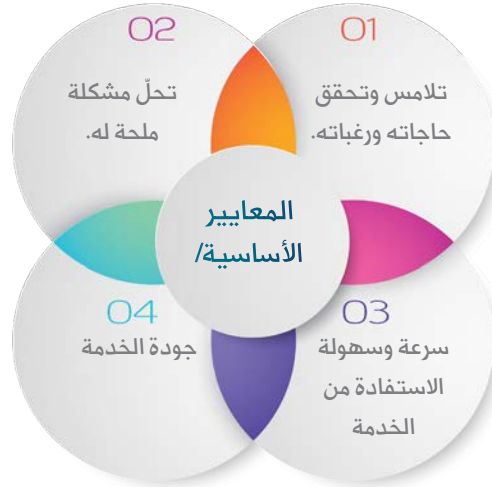 01
تلامس وتحقق
حاجاته ورغباته.
02
تحلّ مشكلة
ملحة له.
المعايير
الأساسية/
03
سرعة وسهولة
الاستفادة من
الخدمة
04
جودة الخدمة